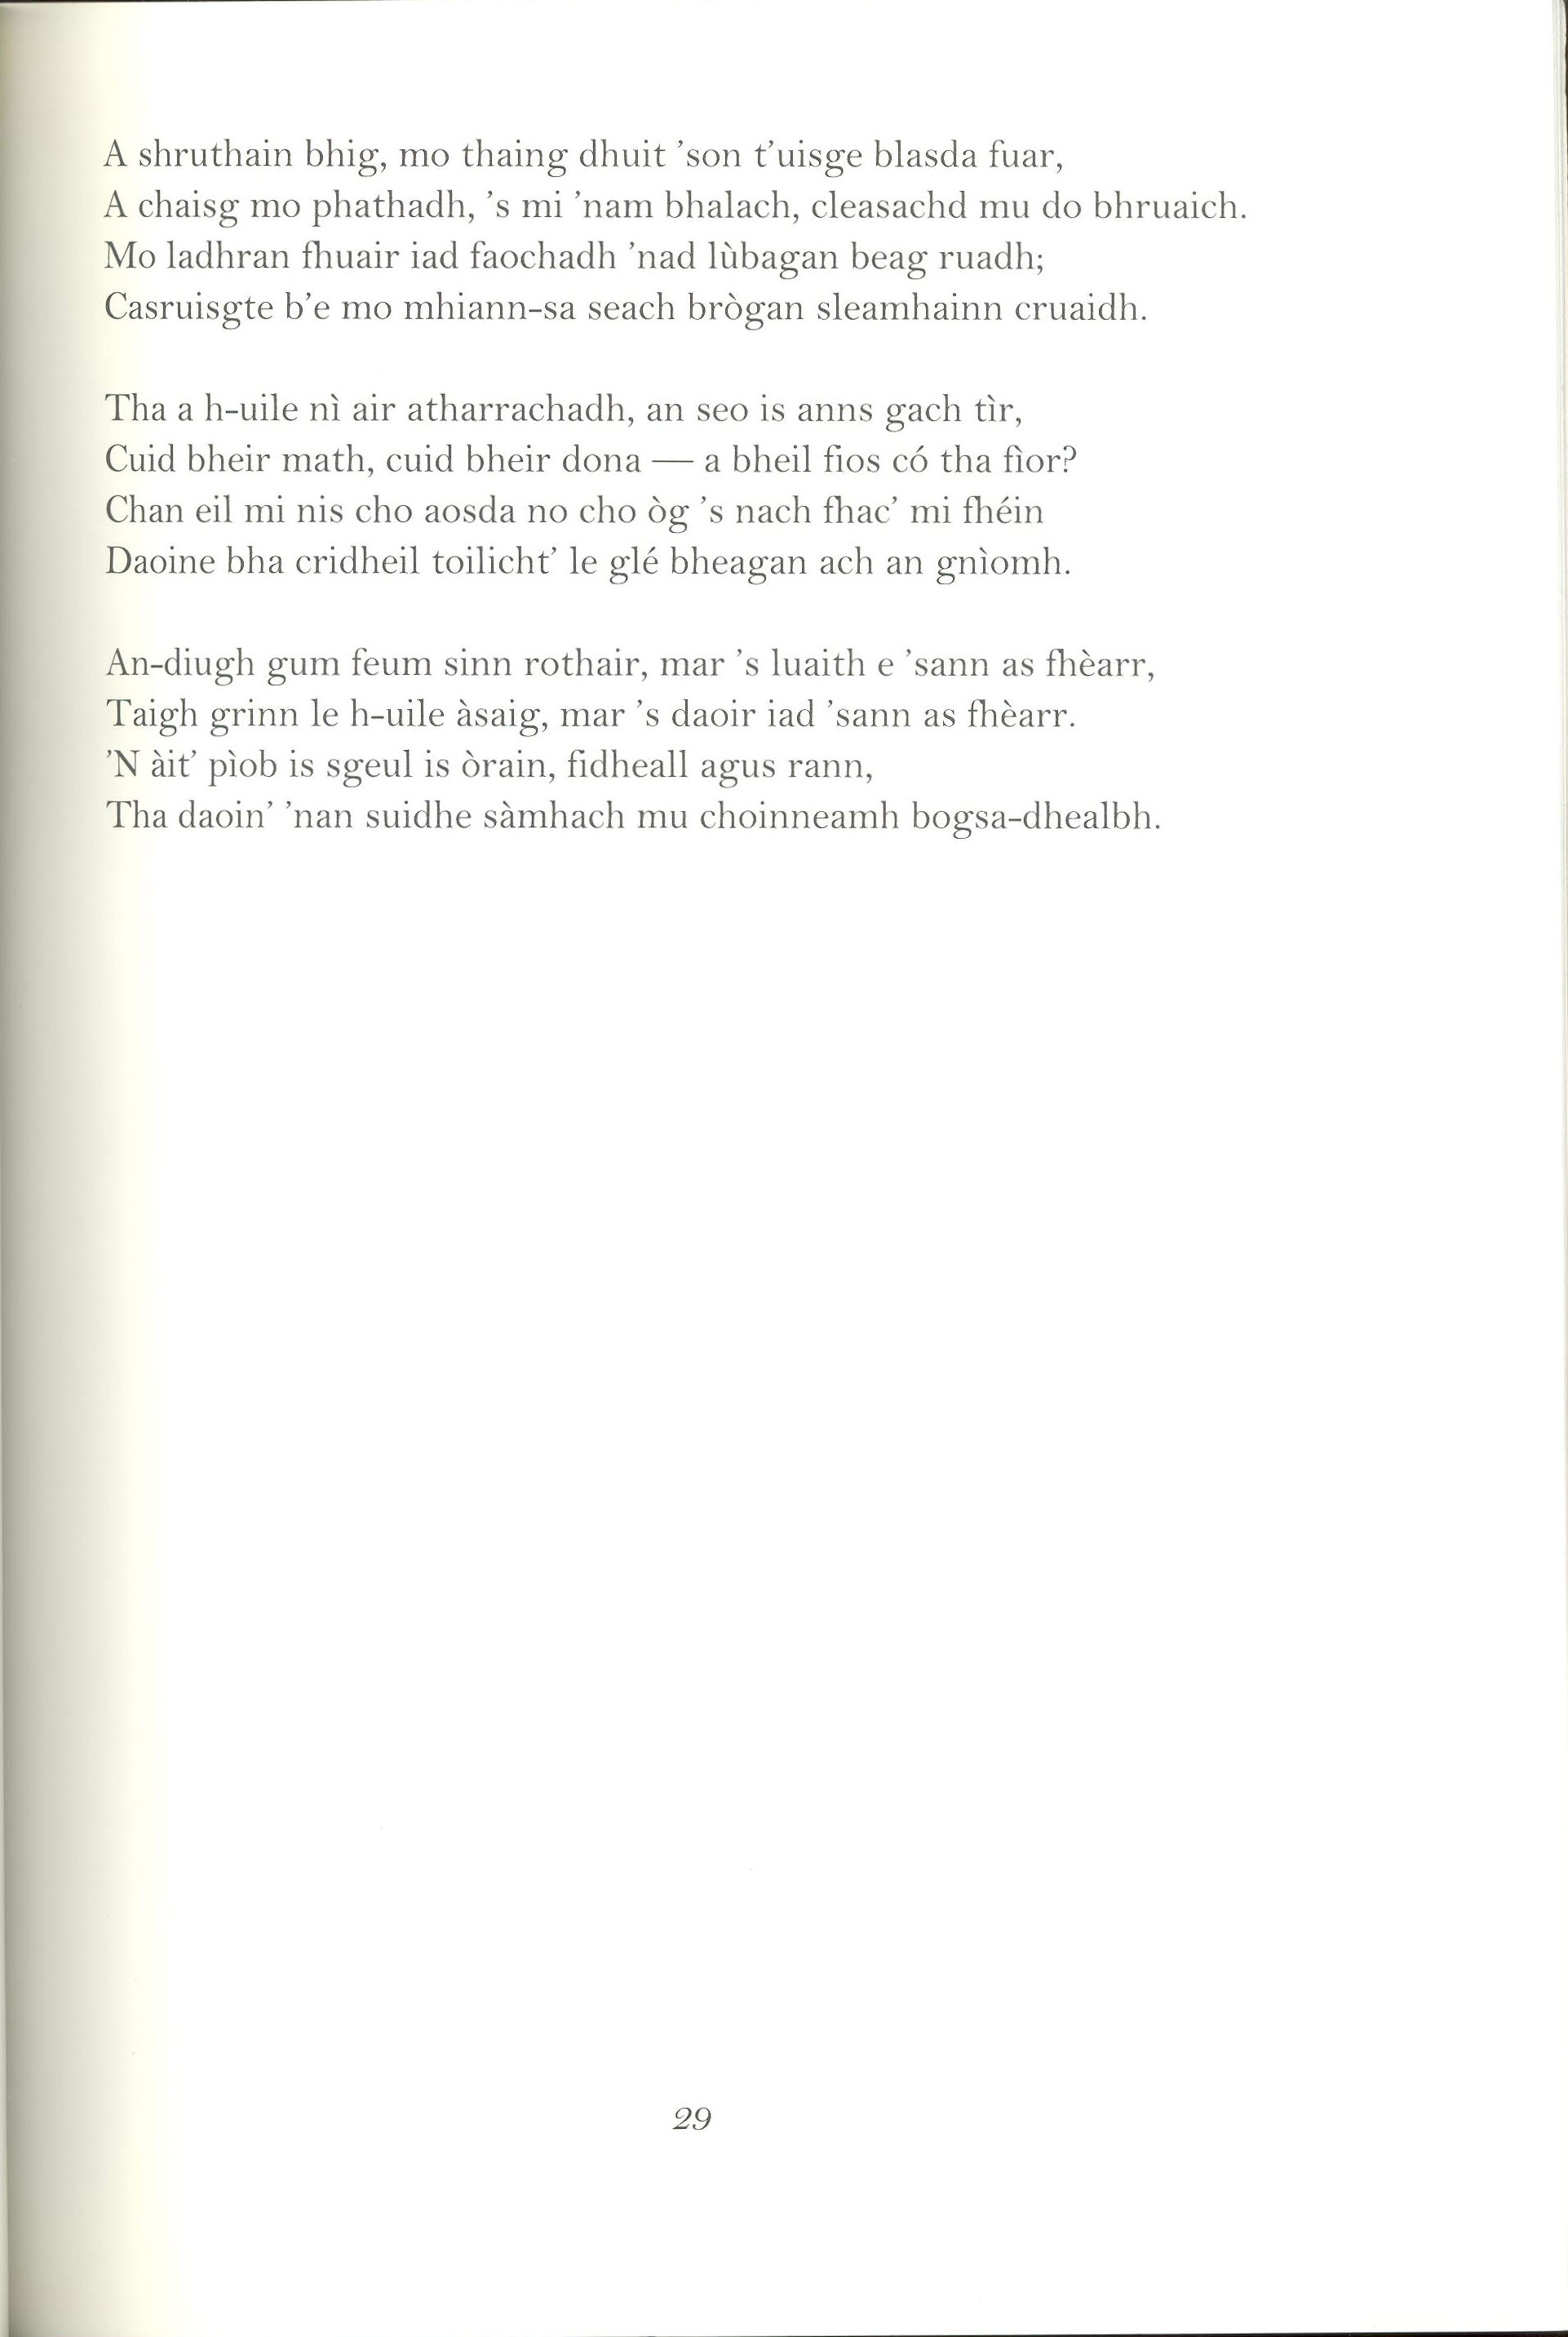 A shruthain bhig, mo thaing dhuit ’son t’uisge blasda fuar,
A chaisg mo phathadh, ’s mi ’nam bhalach, cleasachd mu do bhruaich.
Mo ladhran fhuair iad faochadh ’nad lùbagan beag ruadh;
Casruisgte b’e mo mhiann-sa seach brògan sleamhainn cruaidh.

Tha a h-uile nì air atharrachadh, an seo is anns gach tìr,
Cuid bheir math, cuid bheir dona — a bheil fios có tha fìor?
Chan eil mi nis cho aosda no cho òg ’s nach fhac’ mi fhéin
Daoine bha cridheil toilicht’ le glé bheagan ach an gnìomh.

An-diugh gum feum sinn rothair, mar ’s luaith e ’sann as fhèarr,
Taigh grinn le h-uile àsaig, mar ’s daoir iad ’sann as fhèarr.
’N àit’ pìob is sgeul is òrain, fidheall agus rann,
Tha daoin’ ’nan suidhe sàmhach mu choinneamh bogsa-dhealbh.

29